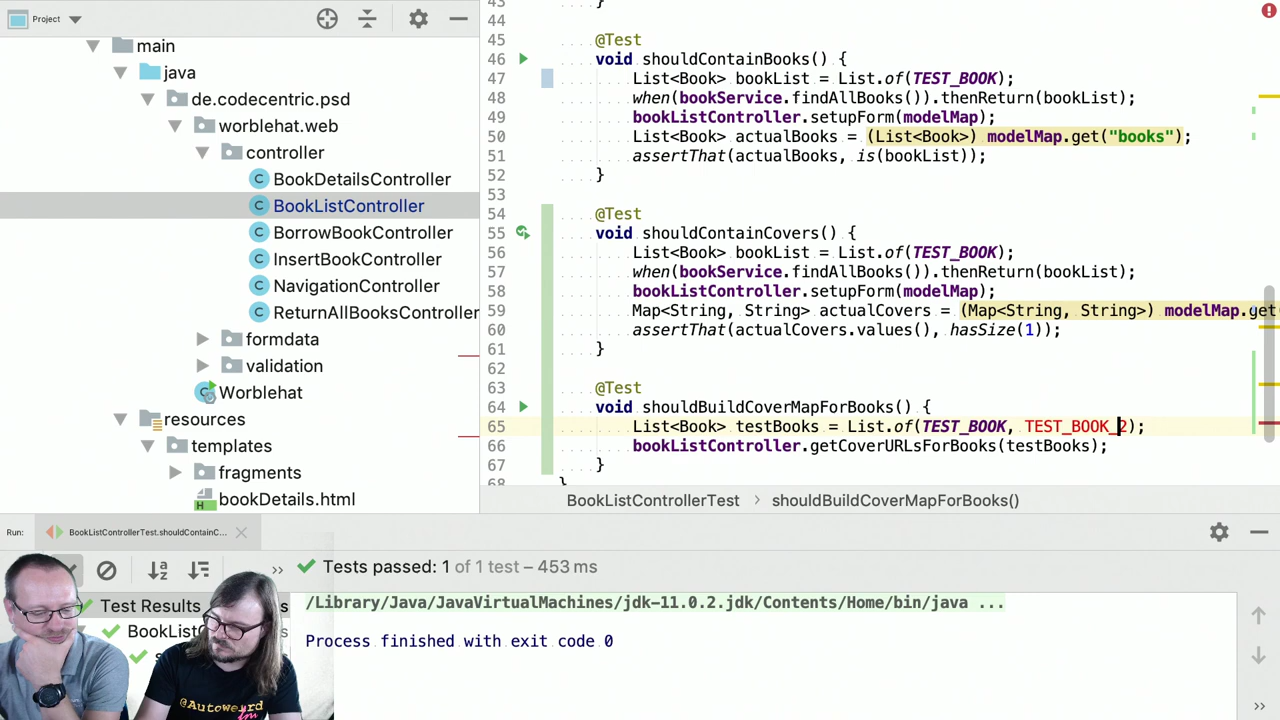 Project
main
java
de.codecentric.psd
worblehat.web
controller
BookDetailsController
BookListController
BorrowBookController
InsertBookController
NavigationController
ReturnAllBooksController
formdata
validation
Worblehat
resources
templates
fragments
bookDetails.html
43 }
44
45 @Test
46 void shouldContainBooks() {
47 List<Book> bookList = List.of(TEST_BOOK);
48 when(bookService.findAllBooks()).thenReturn(bookList);
49 bookListController.setupForm(modelMap);
50 List<Book> actualBooks = (List<Book>) modelMap.get("books");
51 assertThat(actualBooks, is(bookList));
52 }
53
54 @Test
55 void shouldContainCovers() {
56 List<Book> bookList = List.of(TEST_BOOK);
57 when(bookService.findAllBooks()).thenReturn(bookList);
58 bookListController.setupForm(modelMap);
59 Map<String, String> actualCovers = (Map<String, String>) modelMap.get(
60 assertThat(actualCovers.values(), hasSize(1));
61 }
62
63 @Test
64 void shouldBuildCoverMapForBooks() {
65 List<Book> testBooks = List.of(TEST_BOOK, TEST_BOOK_2);
66 bookListController.getCoverURLsForBooks(testBooks);
67 }
68 }
BookListControllerTest > shouldBuildCoverMapForBooks()
Run: BookListControllerTest.shouldContainC...
Tests passed: 1 of 1 test – 453 ms
Test Results
BookListC
/Library/Java/JavaVirtualMachines/jdk-11.0.2.jdk/Contents/Home/bin/java ...
Process finished with exit code 0